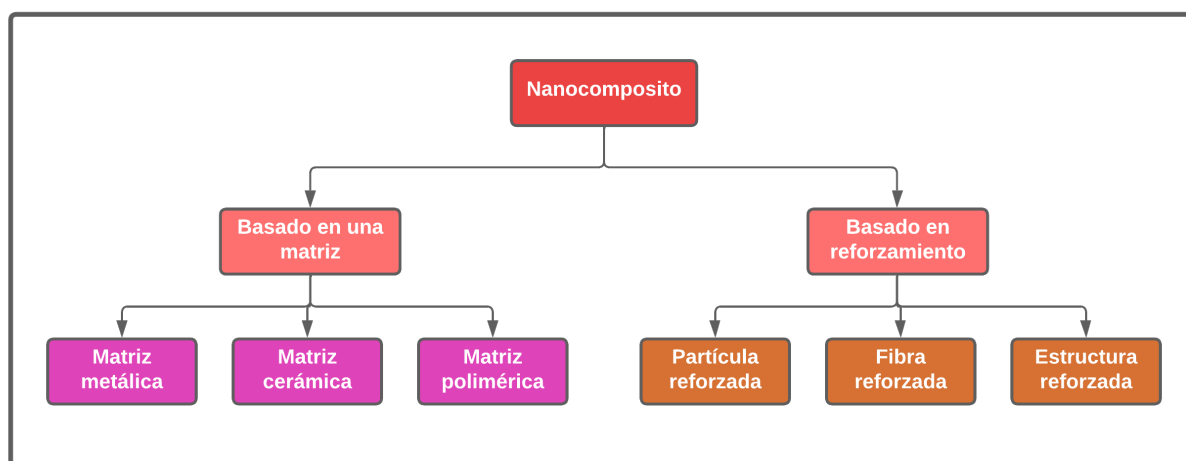 Nanocomposito
Basado en una
matriz
Basado en
reforzamiento
Matriz
metálica
Matriz
cerámica
Matriz
polimérica
Partícula
reforzada
Fibra
reforzada
Estructura
reforzada